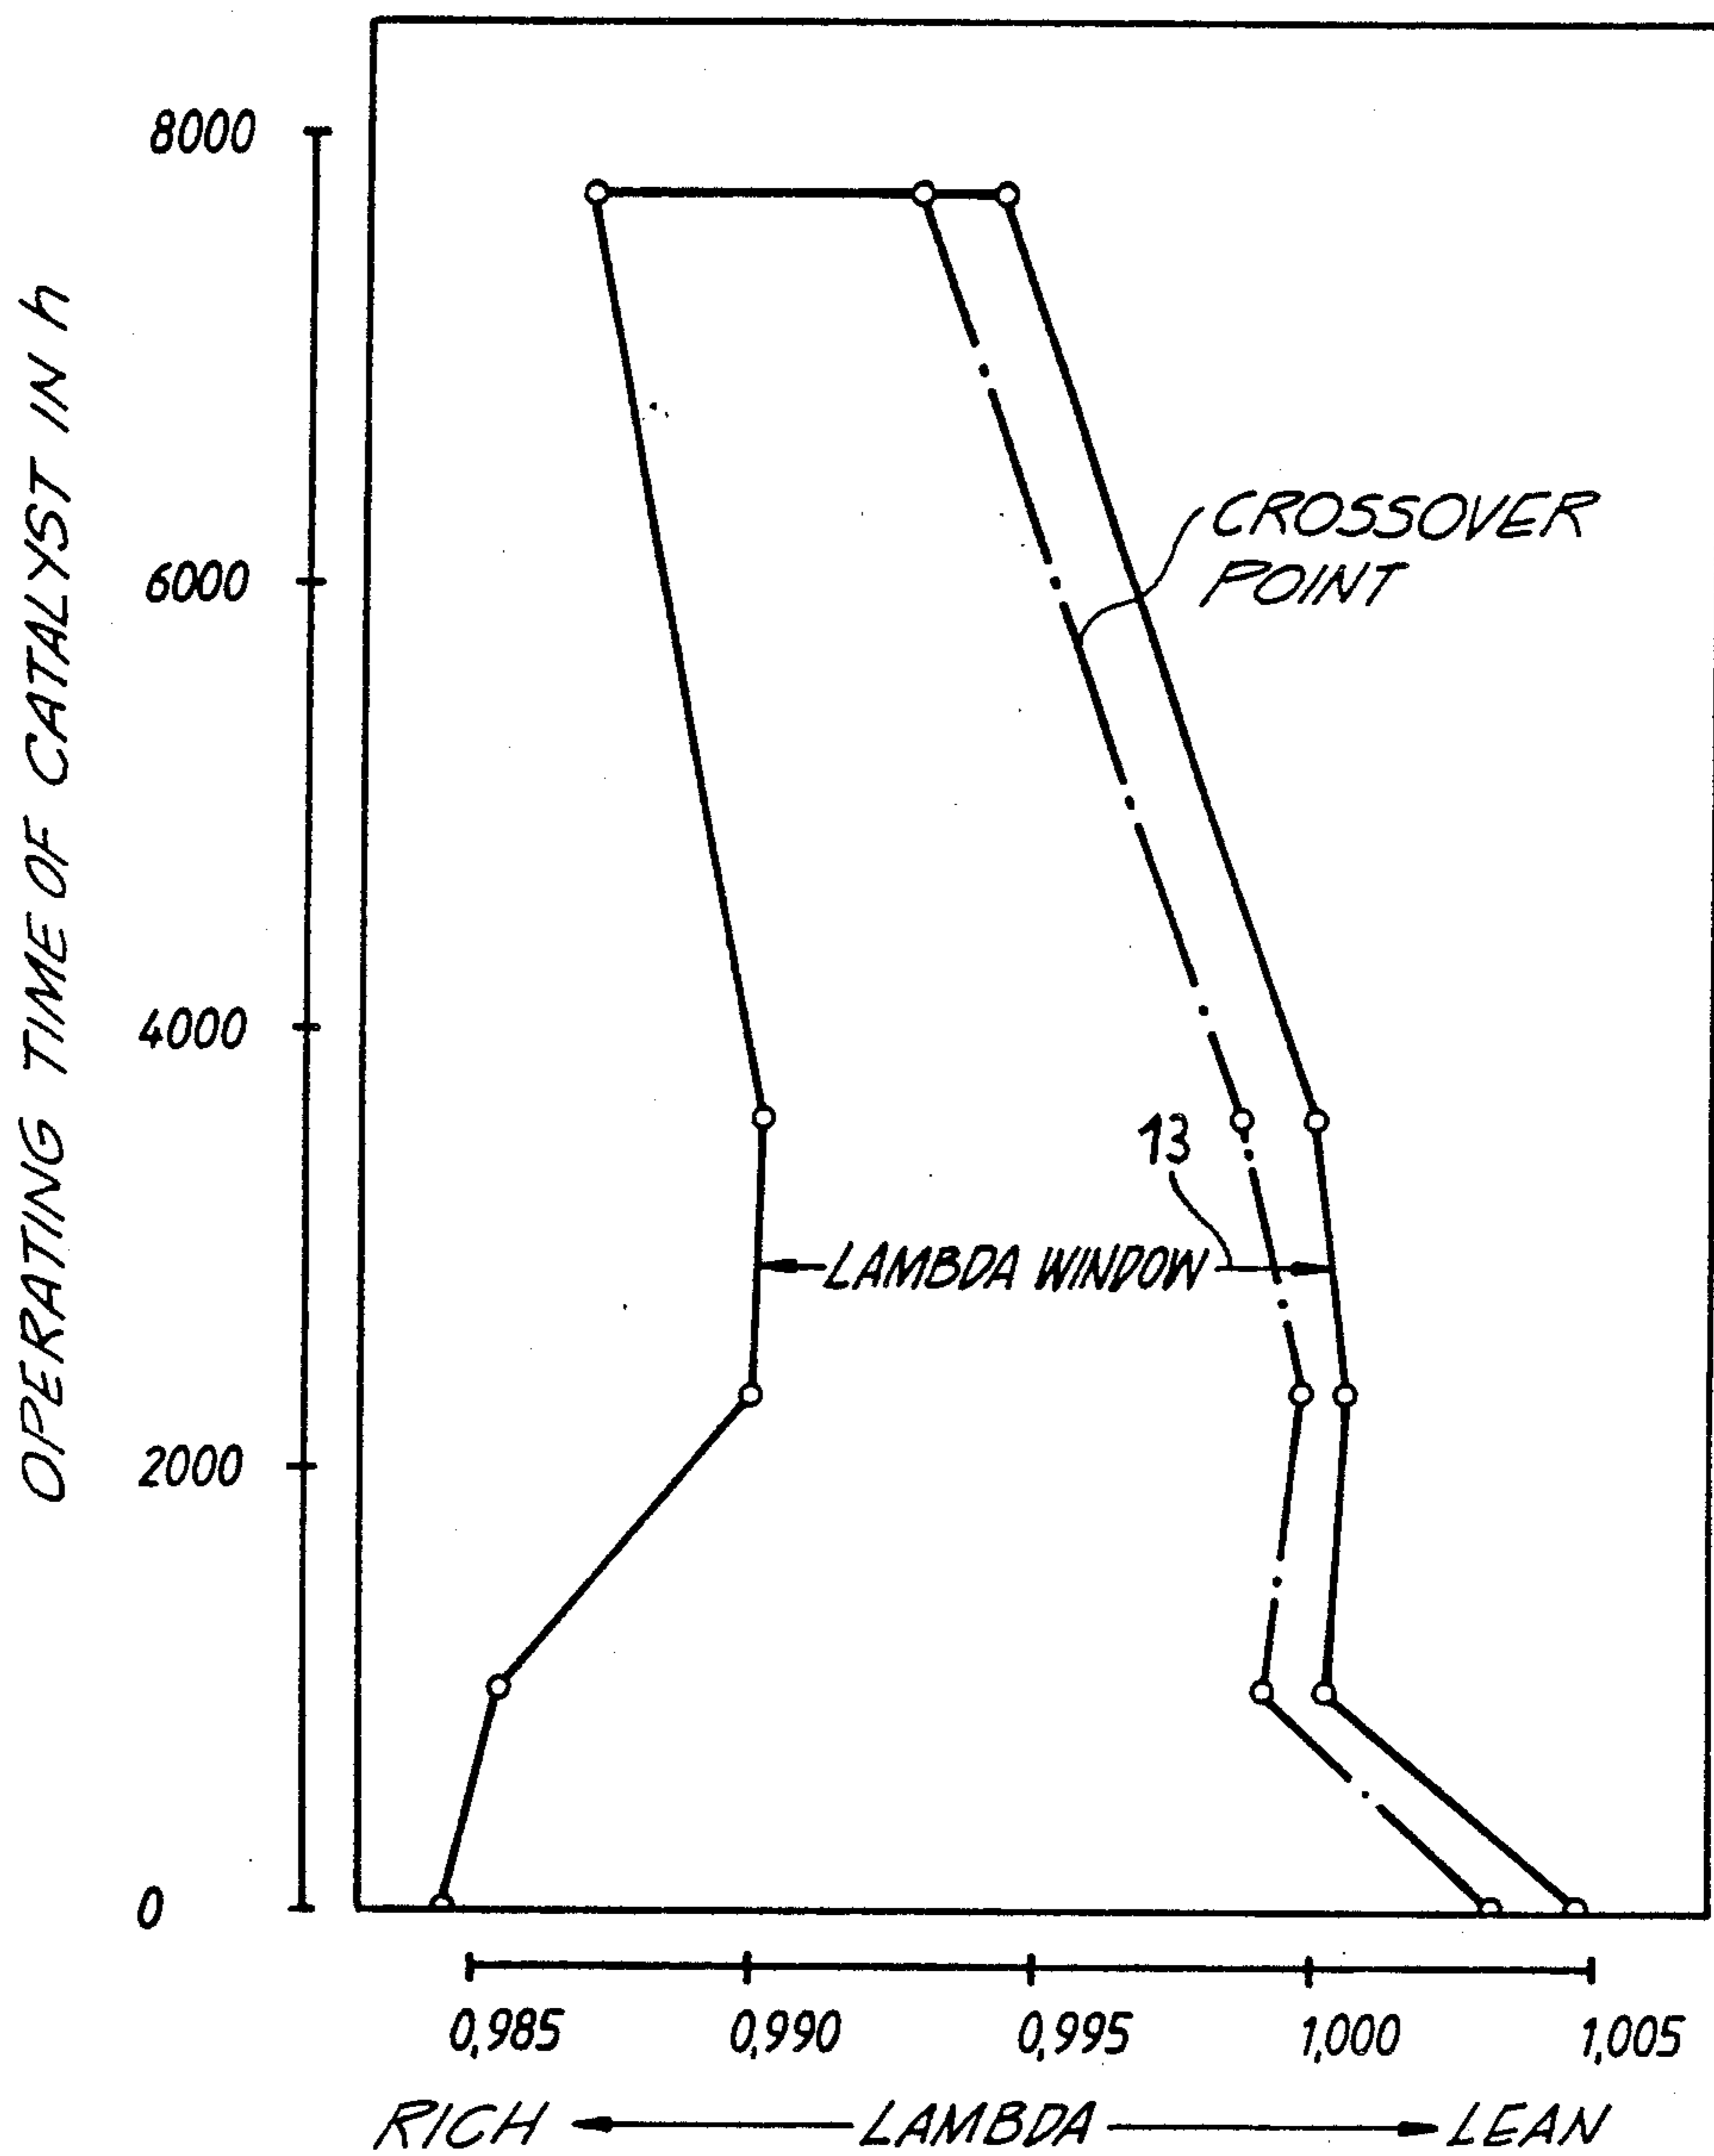 8000
6000
4000
2000
0
OPERATING TIME OF CATALYST IN h
CROSSOVER
POINT
13
LAMBDA WINDOW
0,985 0,990 0,995 1,000 1,005
RICH LAMBDA LEAN